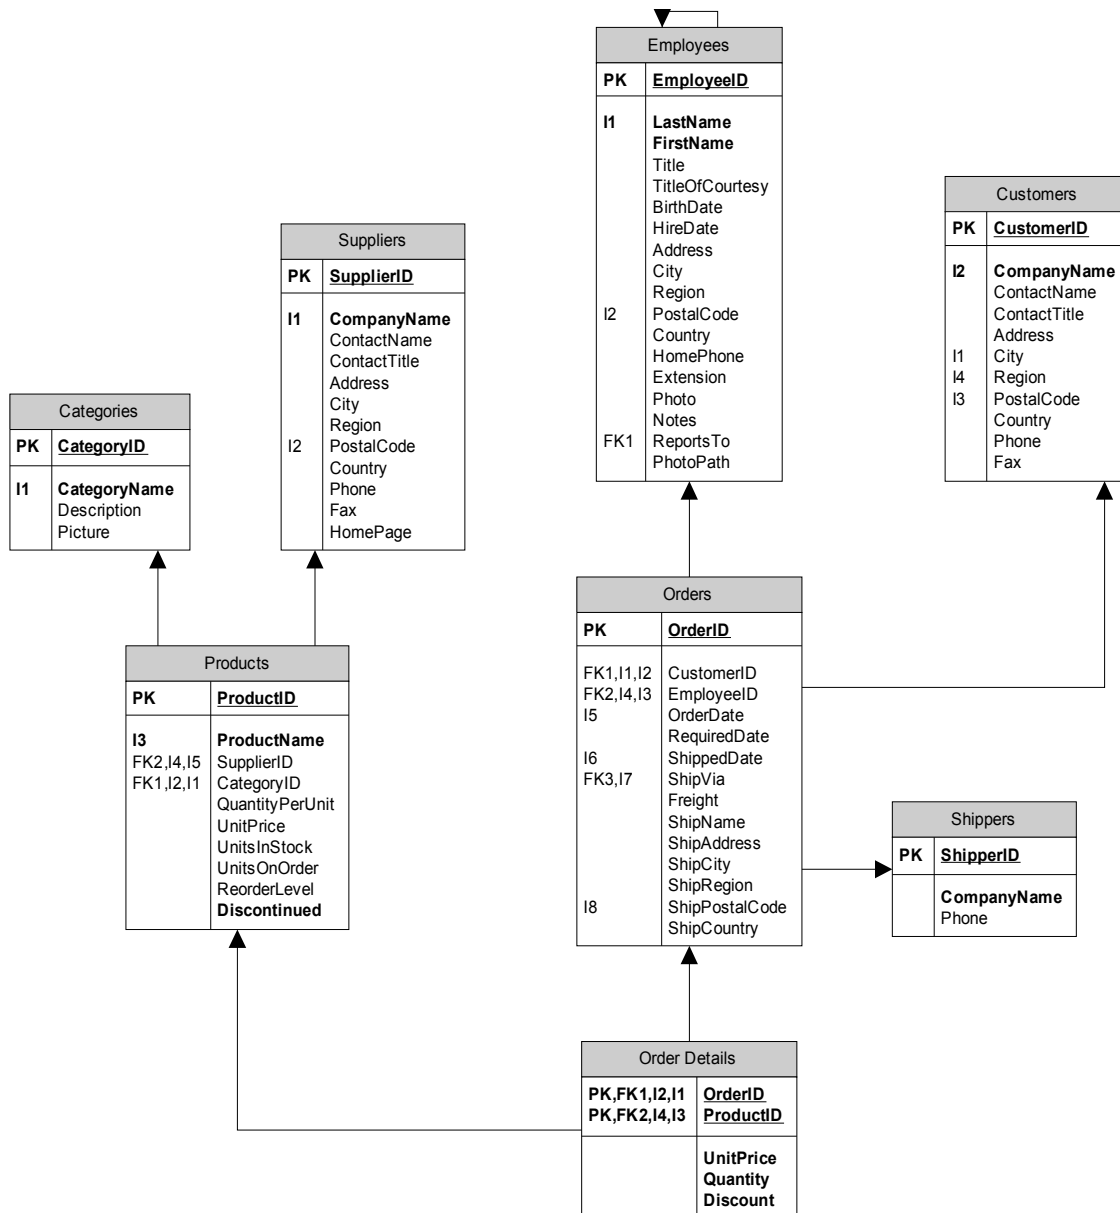 Employees
PK EmployeeID
I1 LastName
FirstName
Title
TitleOfCourtesy
BirthDate
HireDate
Address
City
Region
I2 PostalCode
Country
HomePhone
Extension
Photo
Notes
FK1 ReportsTo
PhotoPath
Customers
PK CustomerID
I2 CompanyName
ContactName
ContactTitle
Address
I1 City
I4 Region
I3 PostalCode
Country
Phone
Fax
Suppliers
PK SupplierID
I1 CompanyName
ContactName
ContactTitle
Address
City
Region
I2 PostalCode
Country
Phone
Fax
HomePage
Categories
PK CategoryID
I1 CategoryName
Description
Picture
Products
PK ProductID
I3 ProductName
FK2,I4,I5 SupplierID
FK1,I2,I1 CategoryID
QuantityPerUnit
UnitPrice
UnitsInStock
UnitsOnOrder
ReorderLevel
Discontinued
Orders
PK OrderID
FK1,I1,I2 CustomerID
FK2,I4,I3 EmployeeID
I5 OrderDate
RequiredDate
I6 ShippedDate
FK3,I7 ShipVia
Freight
ShipName
ShipAddress
ShipCity
ShipRegion
I8 ShipPostalCode
ShipCountry
Shippers
PK ShipperID
CompanyName
Phone
Order Details
PK,FK1,I2,I1 OrderID
PK,FK2,I4,I3 ProductID
UnitPrice
Quantity
Discount